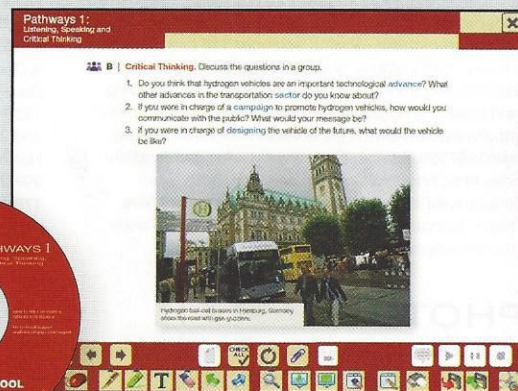 Pathways 1:
Listening, Speaking and
Critical Thinking
B | Critical Thinking. Discuss the questions in a group.
1. Do you think that hydrogen vehicles are an important technological advance? What
other advances in the transportation sector do you know about?
2. If you were in charge of a campaign to promote hydrogen vehicles, how would you
communicate with the public? What would your message be?
3. If you were in charge of designing the vehicle of the future, what would the vehicle
be like?
H
Hydrogen fuel-cell buses in Hamburg, Germany
share the road with
HWAYS 1
CHECK
ALL
T
OOL